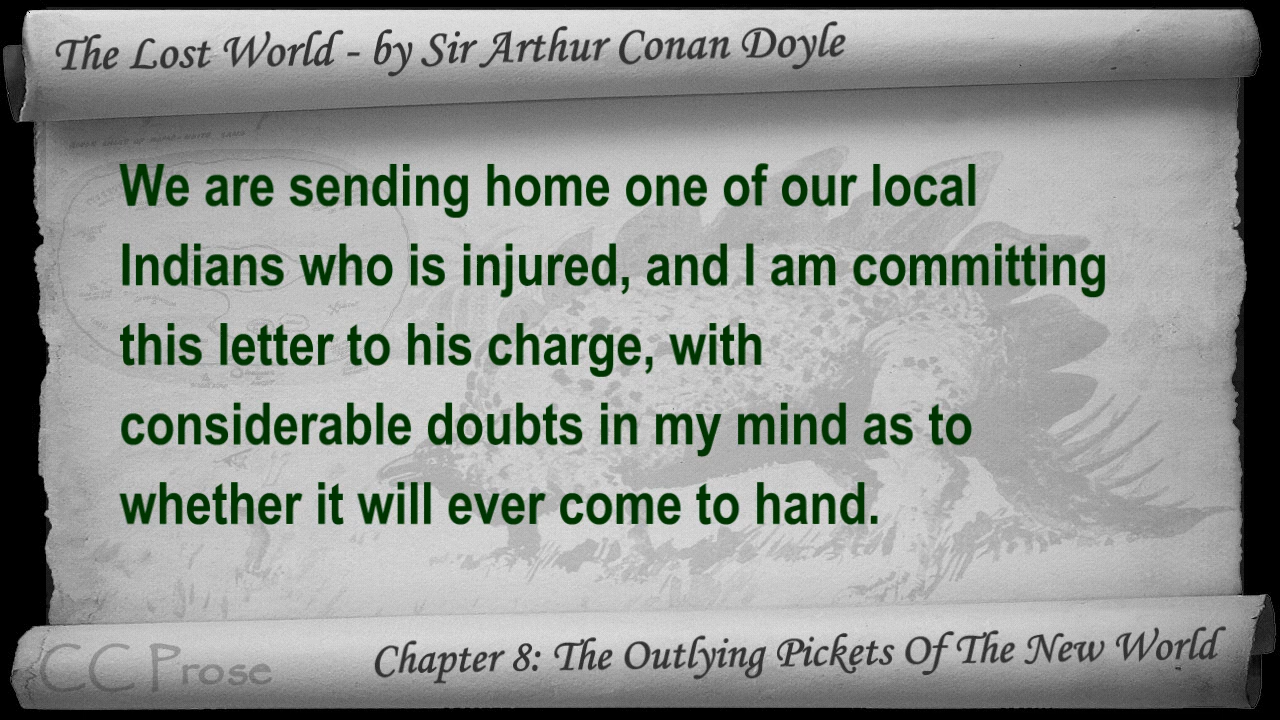 The Lost World - by Sir Arthur Conan Doyle
We are sending home one of our local
Indians who is injured, and I am committing
this letter to his charge, with
considerable doubts in my mind as to
whether it will ever come to hand.
CC Prose
Chapter 8: The Outlying Pickets Of The New World